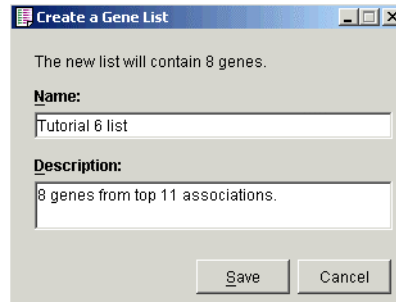 Create a Gene List
The new list will contain 8 genes.
Name:
Tutorial 6 list
Description:
8 genes from top 11 associations.
Save Cancel